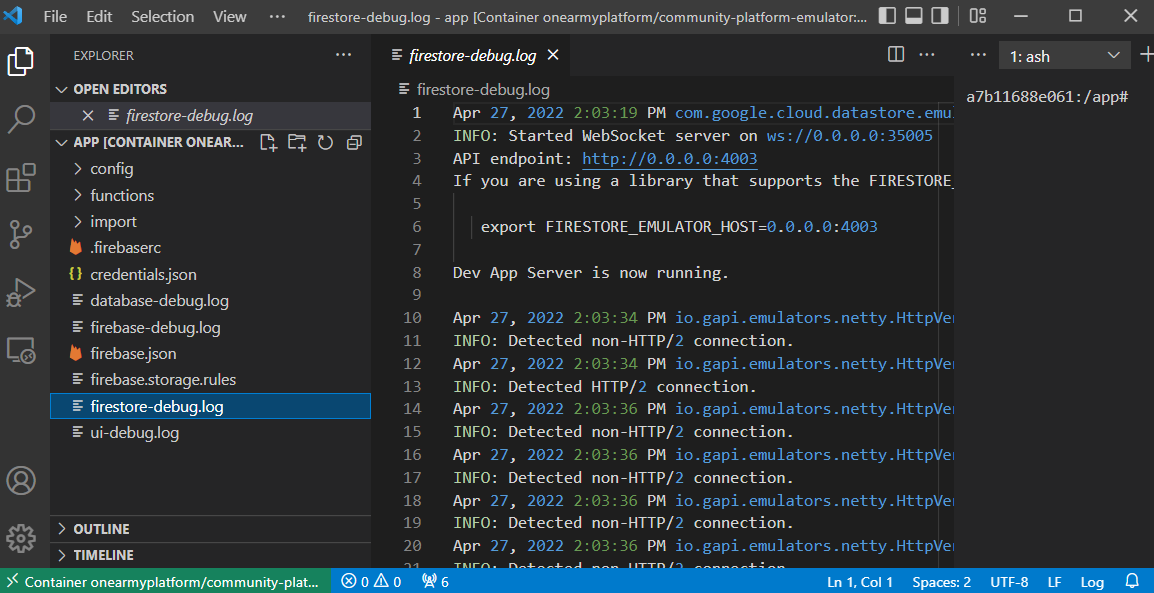 File Edit Selection View ··· firestore-debug.log - app [Container onearmyplatform/community-platform-emulator:...
EXPLORER ···
OPEN EDITORS
firestore-debug.log
APP [CONTAINER ONEAR...
config
functions
import
.firebaserc
{} credentials.json
database-debug.log
firebase-debug.log
firebase.json
firebase.storage.rules
firestore-debug.log
ui-debug.log
OUTLINE
TIMELINE
firestore-debug.log
firestore-debug.log
1 Apr 27, 2022 2:03:19 PM com.google.cloud.datastore.emu
2 INFO: Started WebSocket server on ws://0.0.0.0:35005
3 API endpoint: http://0.0.0.0:4003
4 If you are using a library that supports the FIRESTORE_
5
6 export FIRESTORE_EMULATOR_HOST=0.0.0.0:4003
7
8 Dev App Server is now running.
9
10 Apr 27, 2022 2:03:34 PM io.gapi.emulators.netty.HttpVer
11 INFO: Detected non-HTTP/2 connection.
12 Apr 27, 2022 2:03:34 PM io.gapi.emulators.netty.HttpVer
13 INFO: Detected HTTP/2 connection.
14 Apr 27, 2022 2:03:36 PM io.gapi.emulators.netty.HttpVer
15 INFO: Detected non-HTTP/2 connection.
16 Apr 27, 2022 2:03:36 PM io.gapi.emulators.netty.HttpVer
17 INFO: Detected non-HTTP/2 connection.
18 Apr 27, 2022 2:03:36 PM io.gapi.emulators.netty.HttpVer
19 INFO: Detected non-HTTP/2 connection.
20 Apr 27, 2022 2:03:36 PM io.gapi.emulators.netty.HttpVer
21 INFO: Detected non-HTTP/2 connection.
··· 1: ash
a7b11688e061:/app#
Container onearmyplatform/community-plat... 0 0 6 Ln 1, Col 1 Spaces: 2 UTF-8 LF Log